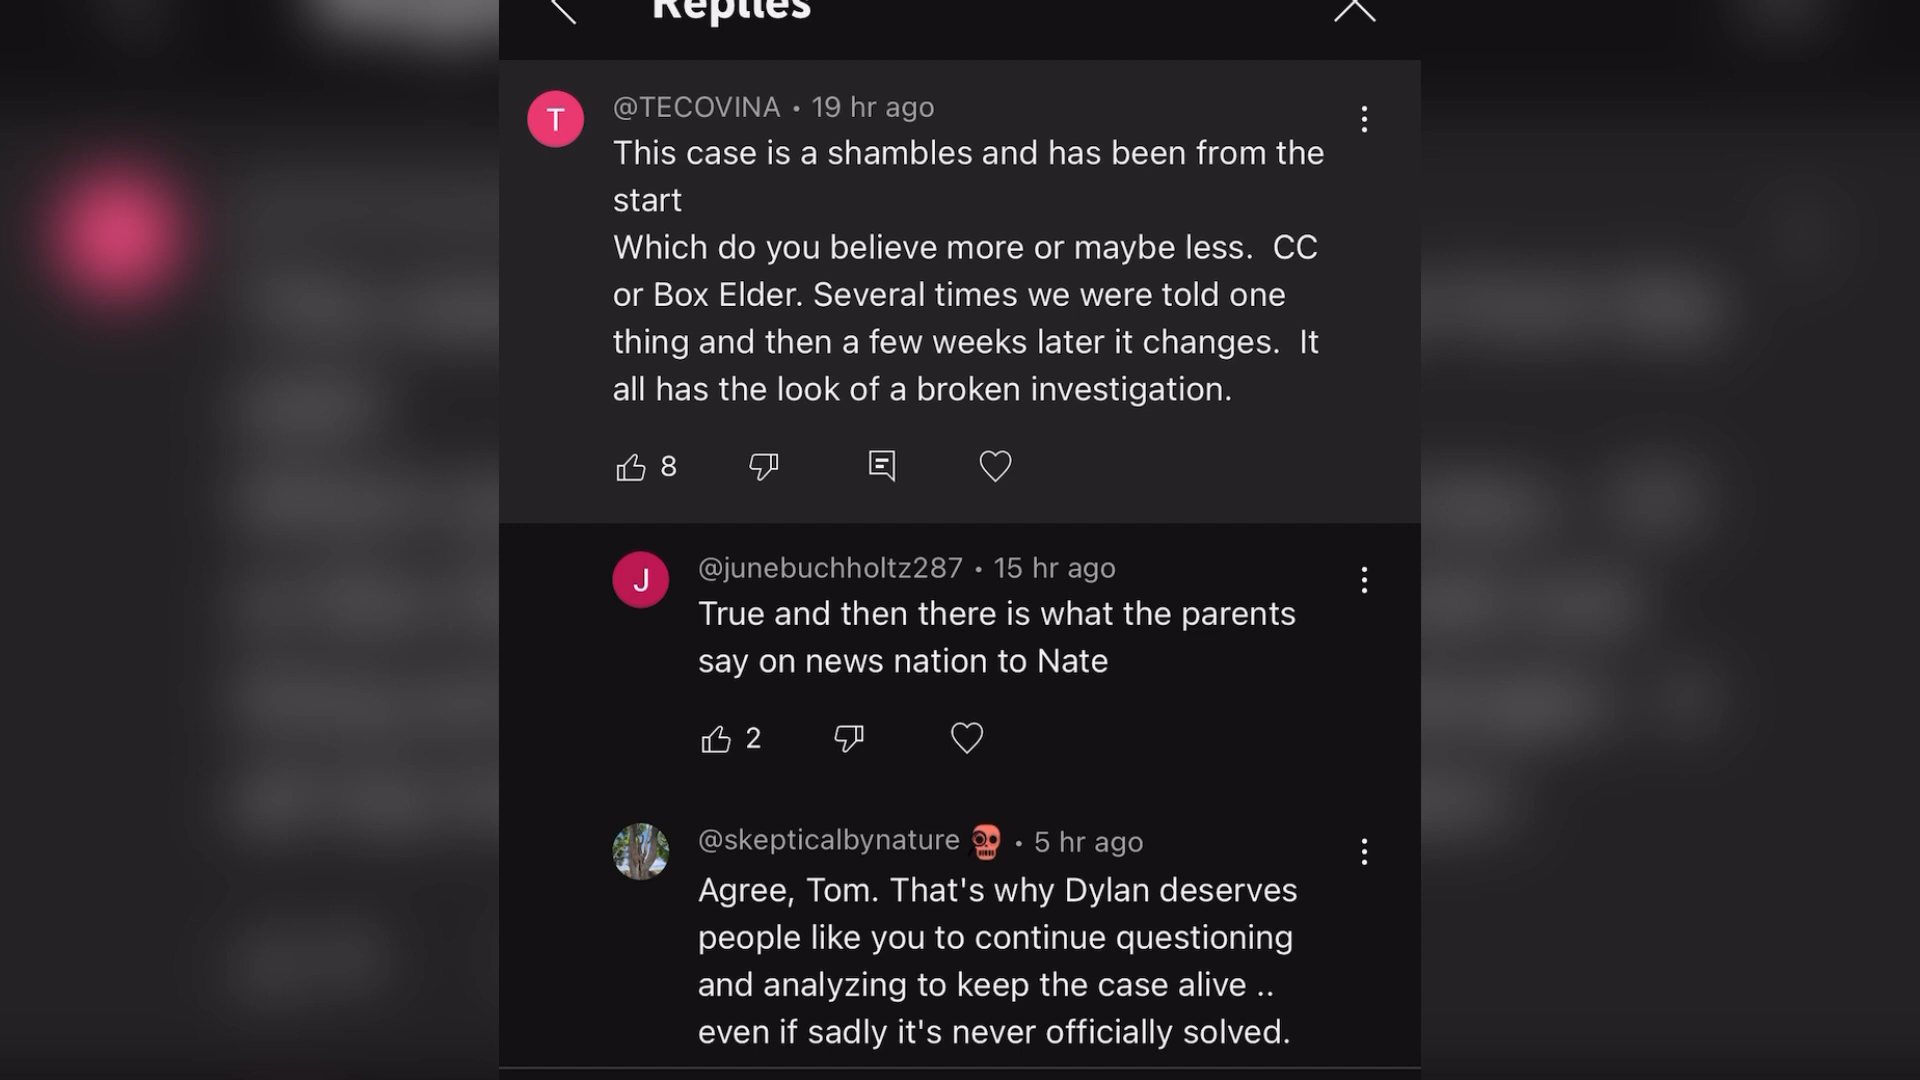 Replies
T
@TECOVINA • 19 hr ago
This case is a shambles and has been from the
start
Which do you believe more or maybe less.  CC
or Box Elder. Several times we were told one
thing and then a few weeks later it changes.  It
all has the look of a broken investigation.
8
J
@junebuchholtz287 • 15 hr ago
True and then there is what the parents
say on news nation to Nate
2
@skepticalbynature • 5 hr ago
Agree, Tom. That's why Dylan deserves
people like you to continue questioning
and analyzing to keep the case alive ..
even if sadly it's never officially solved.